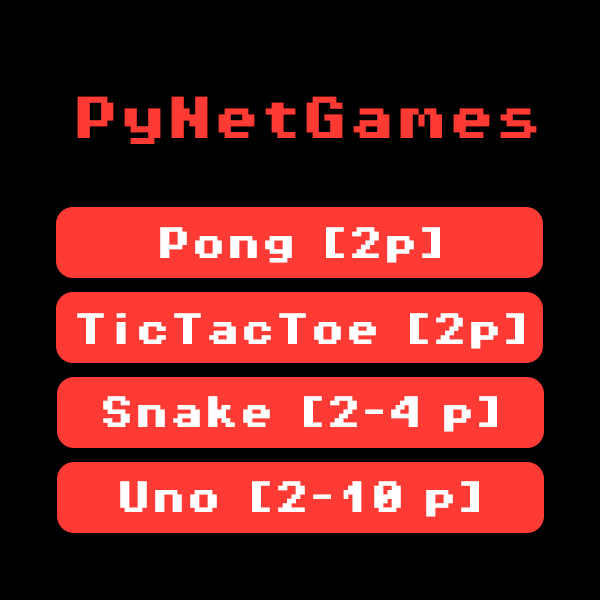 PyNetGames
Pong [2p]
TicTacToe [2p]
Snake [2-4 p]
Uno [2-10 p]